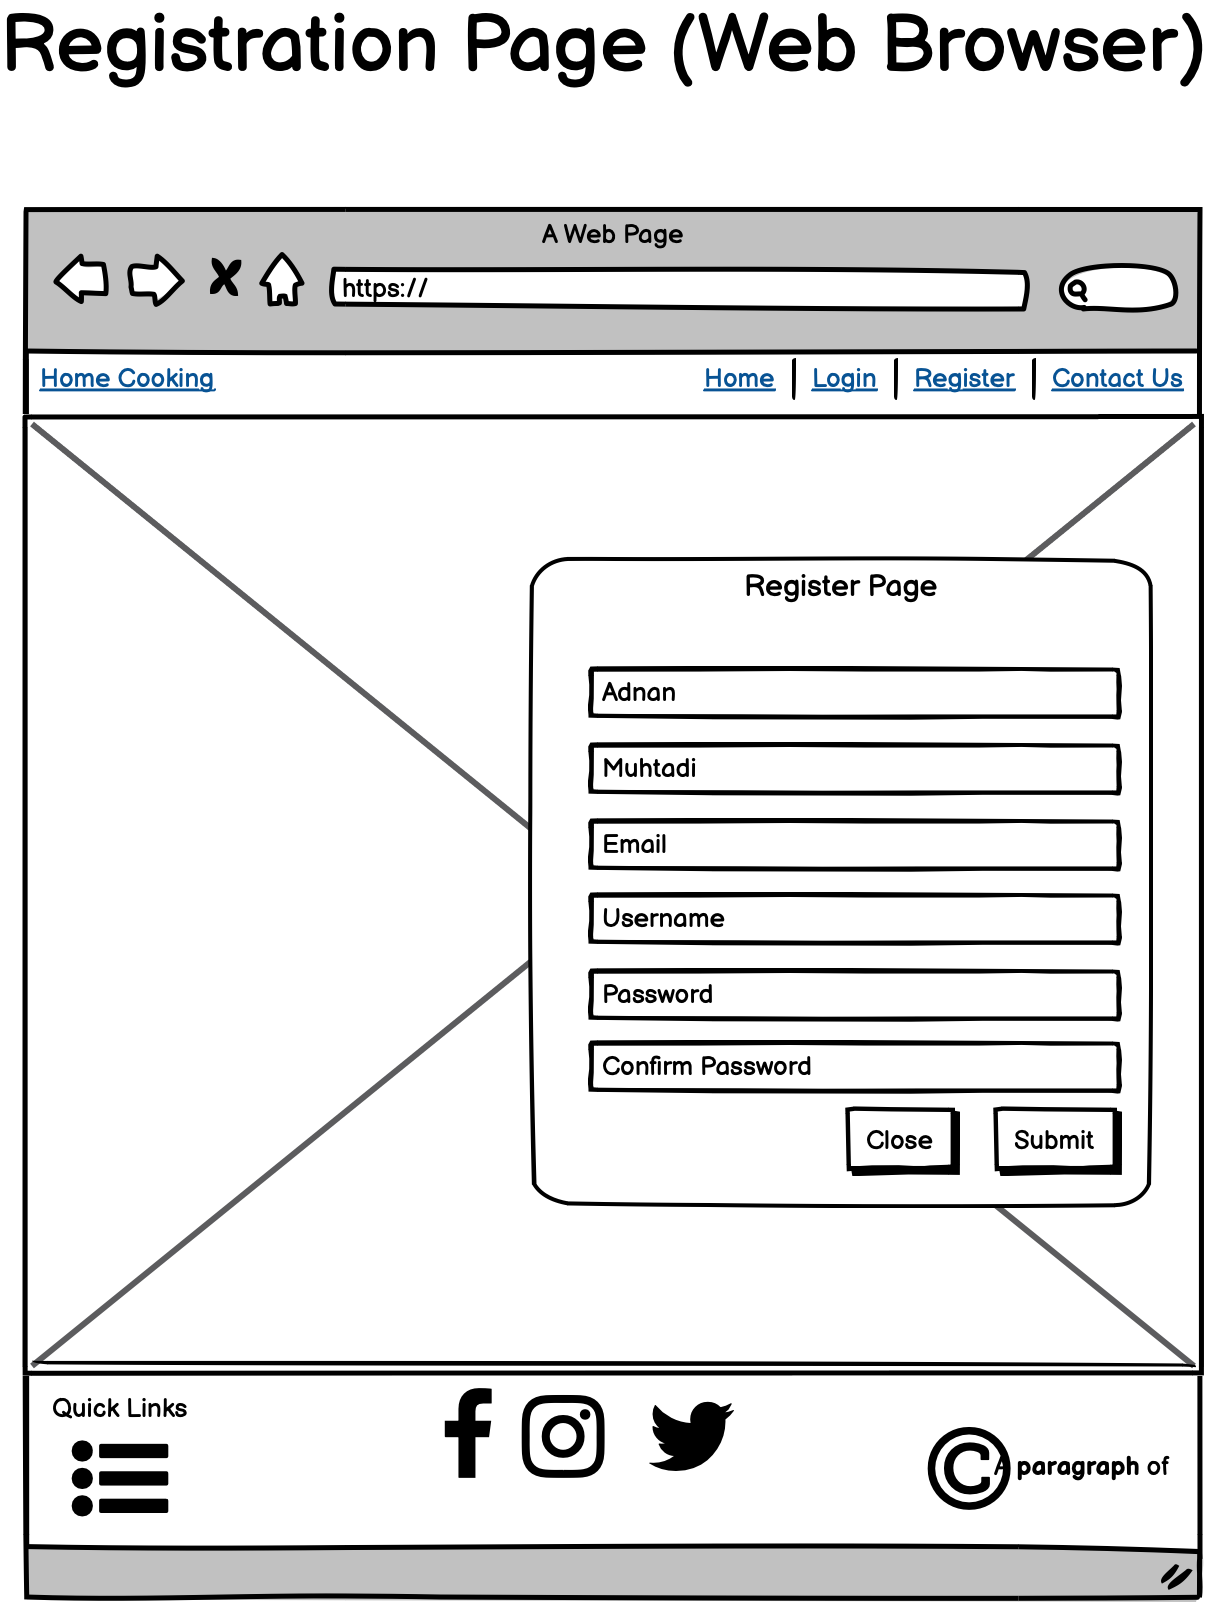 Registration Page (Web Browser)
A Web Page
https://
Home Cooking
Home Login Register Contact Us
Register Page
Adnan
Muhtadi
Email
Username
Password
Confirm Password
Close Submit
Quick Links
© A paragraph of